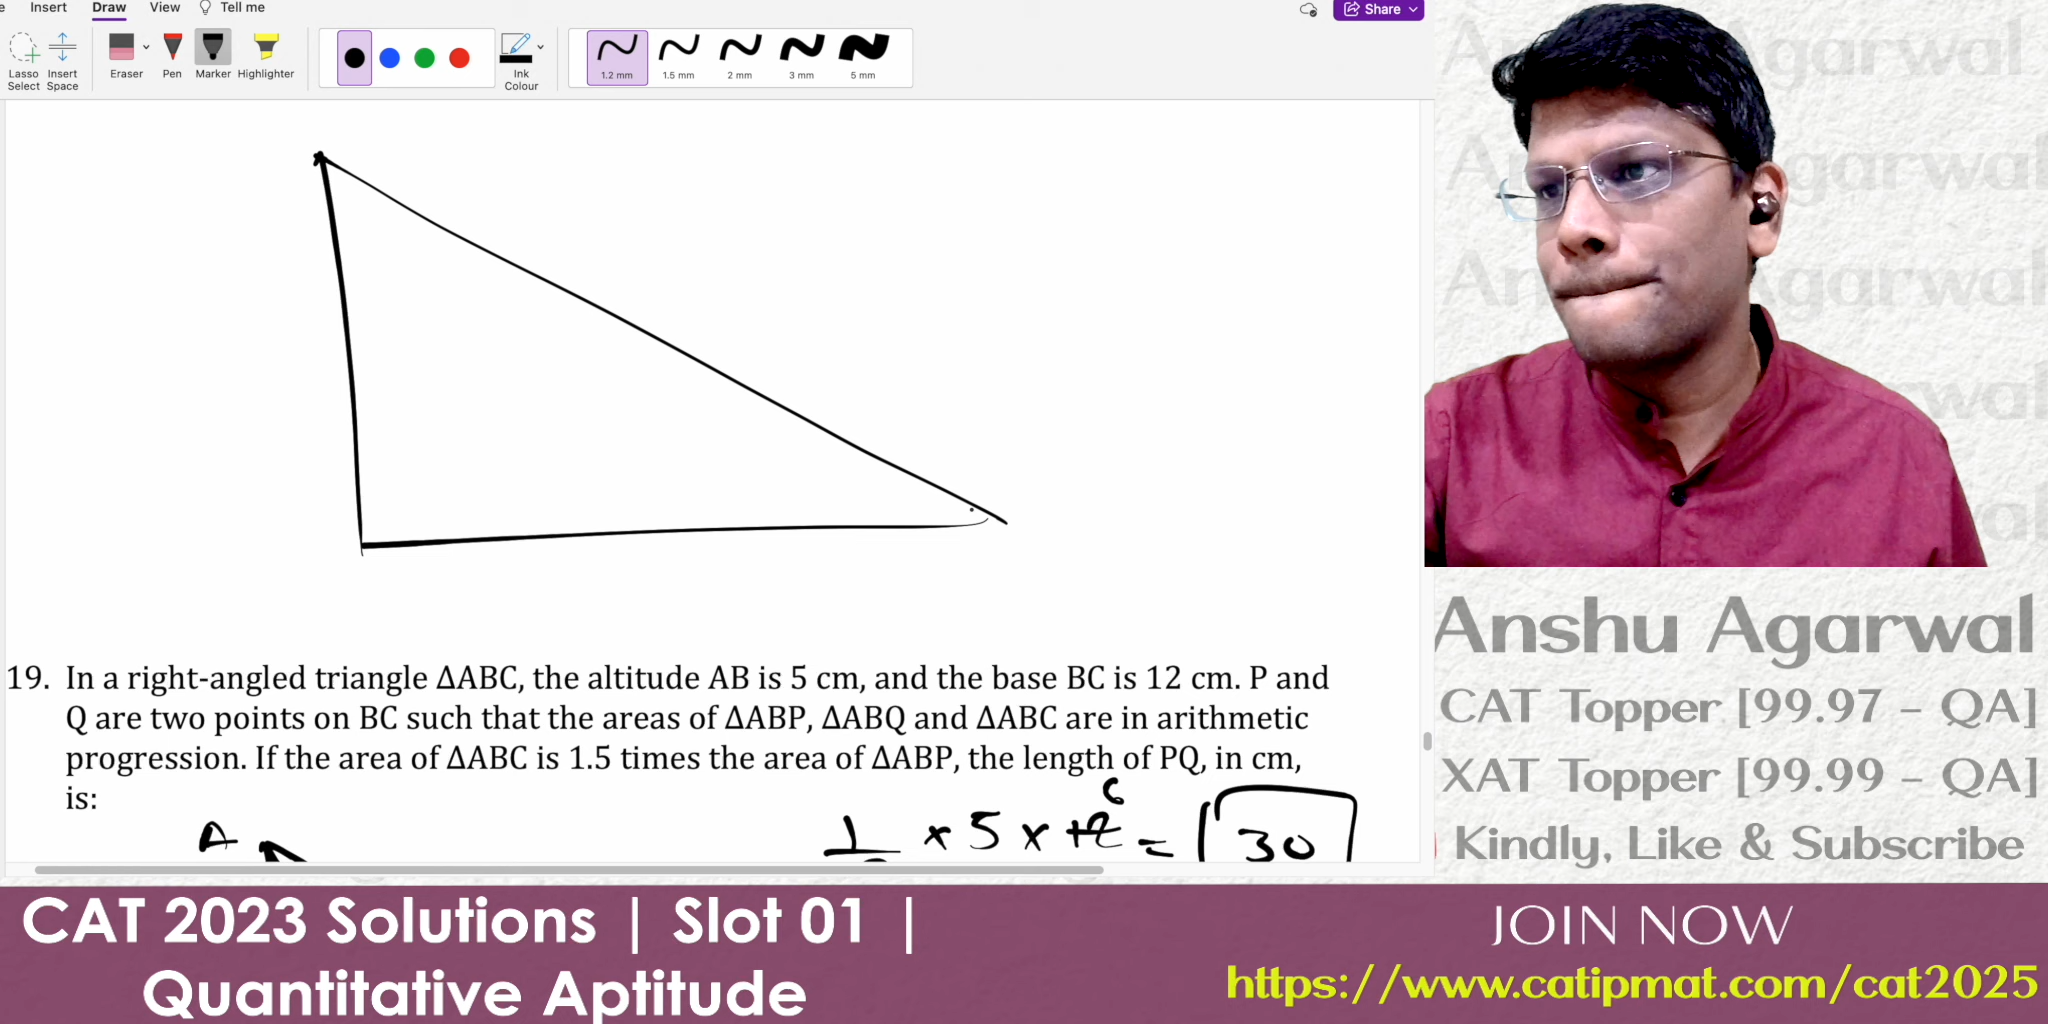 Insert Draw View Tell me
Share
Lasso Select
Insert Space
Eraser
Pen
Marker
Highlighter
Ink Colour
1.2 mm
1.5 mm
2 mm
3 mm
5 mm
19. In a right-angled triangle ΔABC, the altitude AB is 5 cm, and the base BC is 12 cm. P and
Q are two points on BC such that the areas of ΔABP, ΔABQ and ΔABC are in arithmetic
progression. If the area of ΔABC is 1.5 times the area of ΔABP, the length of PQ, in cm,
is:
A
6
1 × 5 × 12 = 30
Anshu Agarwal
CAT Topper [99.97 – QA]
XAT Topper [99.99 – QA]
Kindly, Like & Subscribe
CAT 2023 Solutions | Slot 01 |
Quantitative Aptitude
JOIN NOW
https://www.catipmat.com/cat2025